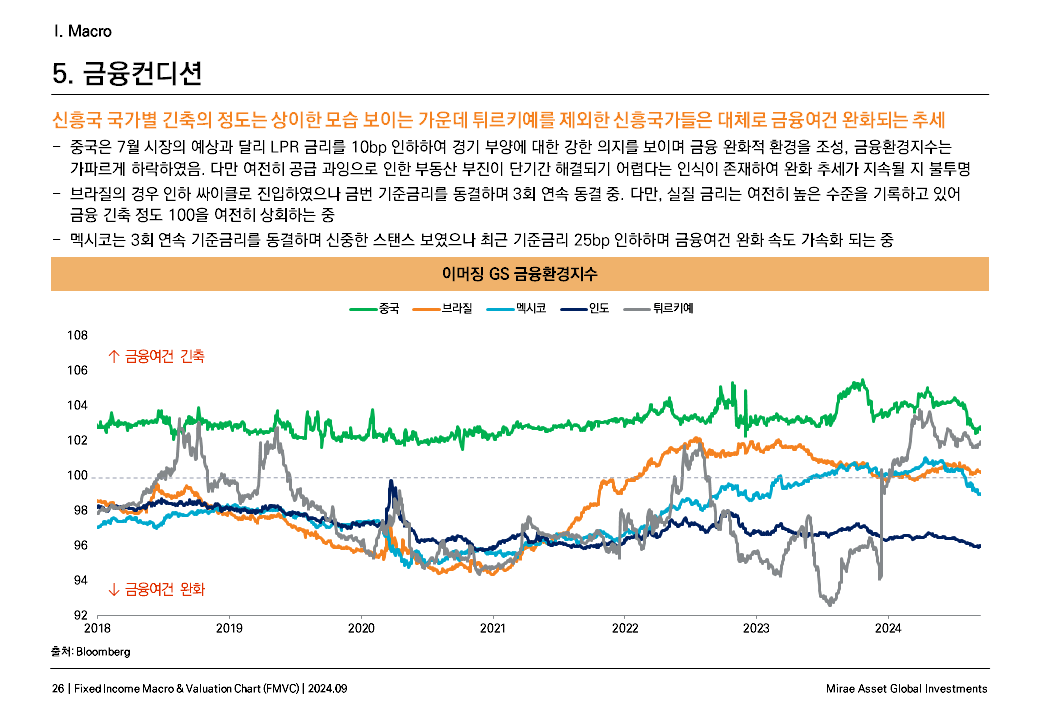 I. Macro
5. 금융컨디션
신흥국 국가별 긴축의 정도는 상이한 모습 보이는 가운데 튀르키예를 제외한 신흥국가들은 대체로 금융여건 완화되는 추세
– 중국은 7월 시장의 예상과 달리 LPR 금리를 10bp 인하하여 경기 부양에 대한 강한 의지를 보이며 금융 완화적 환경을 조성, 금융환경지수는
가파르게 하락하였음. 다만 여전히 공급 과잉으로 인한 부동산 부진이 단기간 해결되기 어렵다는 인식이 존재하여 완화 추세가 지속될 지 불투명
– 브라질의 경우 인하 싸이클로 진입하였으나 금번 기준금리를 동결하며 3회 연속 동결 중. 다만, 실질 금리는 여전히 높은 수준을 기록하고 있어
금융 긴축 정도 100을 여전히 상회하는 중
– 멕시코는 3회 연속 기준금리를 동결하며 신중한 스탠스 보였으나 최근 기준금리 25bp 인하하며 금융여건 완화 속도 가속화 되는 중
이머징 GS 금융환경지수
중국 브라질 멕시코 인도 튀르키예
108
↑ 금융여건 긴축
106
104
102
100
98
96
94
↓ 금융여건 완화
92
2018 2019 2020 2021 2022 2023 2024
출처: Bloomberg
26 | Fixed Income Macro & Valuation Chart (FMVC) | 2024.09
Mirae Asset Global Investments